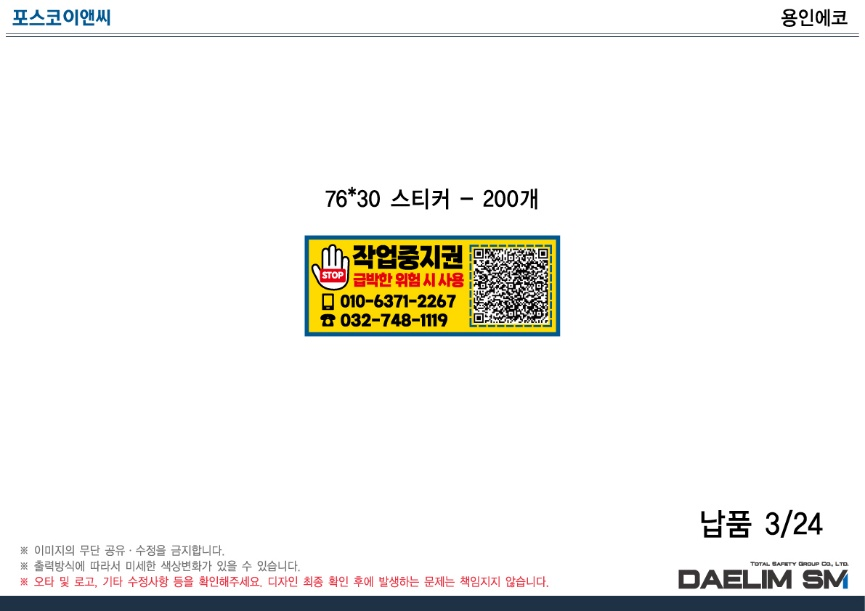 포스코이앤씨
용인에코
76*30 스티커 - 200개
STOP
작업중지권
급박한 위험 시 사용
010-6371-2267
032-748-1119
납품 3/24
※ 이미지의 무단 공유·수정을 금지합니다.
※ 출력방식에 따라서 미세한 색상변화가 있을 수 있습니다.
※ 오타 및 로고, 기타 수정사항 등을 확인해주세요. 디자인 최종 확인 후에 발생하는 문제는 책임지지 않습니다.
TOTAL SAFETY GROUP CO., LTD.
DAELIM SM